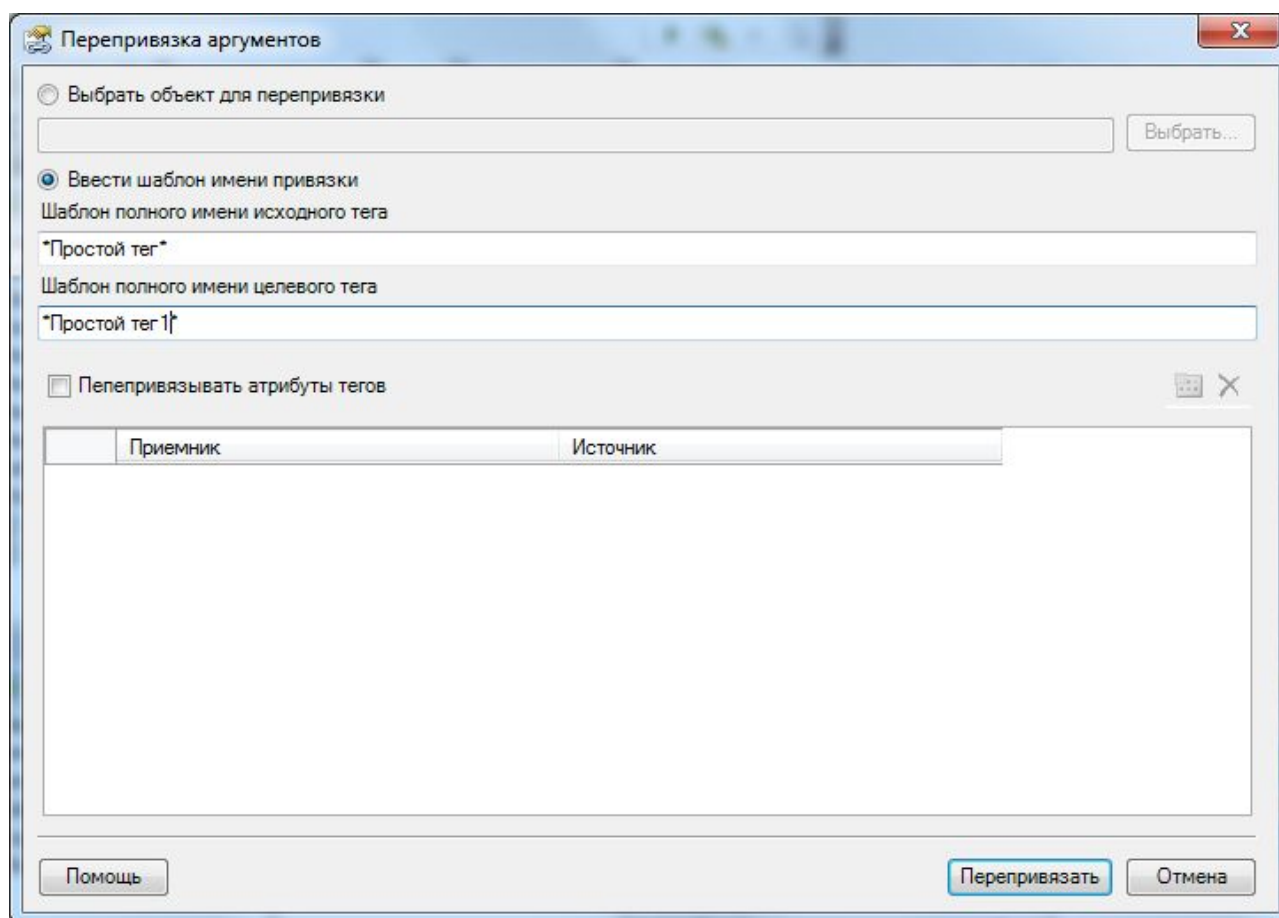 Перепривязка аргументов
Выбрать объект для перепривязки
Выбрать...
Ввести шаблон имени привязки
Шаблон полного имени исходного тега
*Простой тег*
Шаблон полного имени целевого тега
*Простой тег1*
Пепепривязывать атрибуты тегов
Приемник Источник
Помощь Перепривязать Отмена